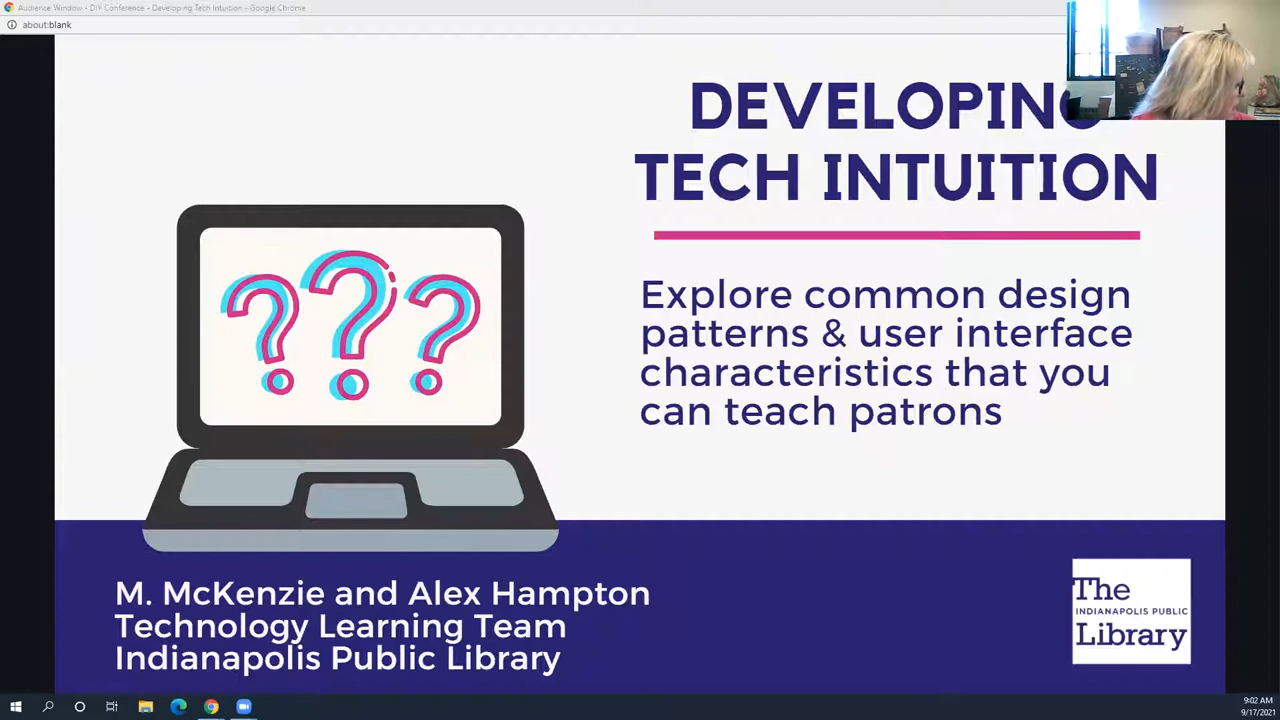 Audience Window - DIY Conference - Developing Tech Intuition - Google Chrome
about:blank
DEVELOPING
TECH INTUITION
Explore common design
patterns & user interface
characteristics that you
can teach patrons
???
M. McKenzie and Alex Hampton
Technology Learning Team
Indianapolis Public Library
The
INDIANAPOLIS PUBLIC
Library
9:02 AM
9/17/2021